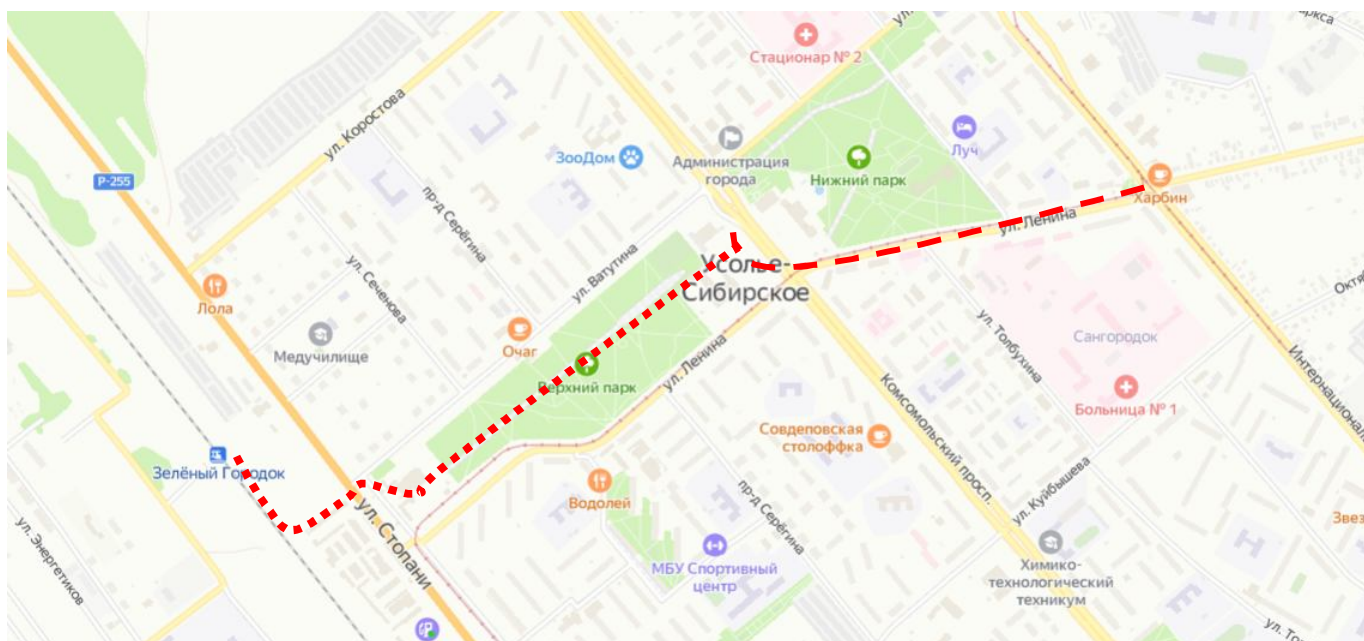 Стационар № 2
ул. Коростова
ЗооДом
Администрация
города
Луч
Нижний парк
Р-255
Харбин
пр-д Серёгина
ул. Ленина
ул. Ватутина
Усолье-
Сибирское
ул. Сеченова
Лола
Медучилище
Очаг
Верхний парк
ул. Ленина
ул. Толбухина
Сангородок
Больница № 1
Совдеповская
столоффка
Комсомольский просп.
Зелёный Городок
Водолей
пр-д Серёгина
ул. Куйбышева
ул. Энергетиков
ул. Стопани
МБУ Спортивный
центр
Химико-
технологический
техникум